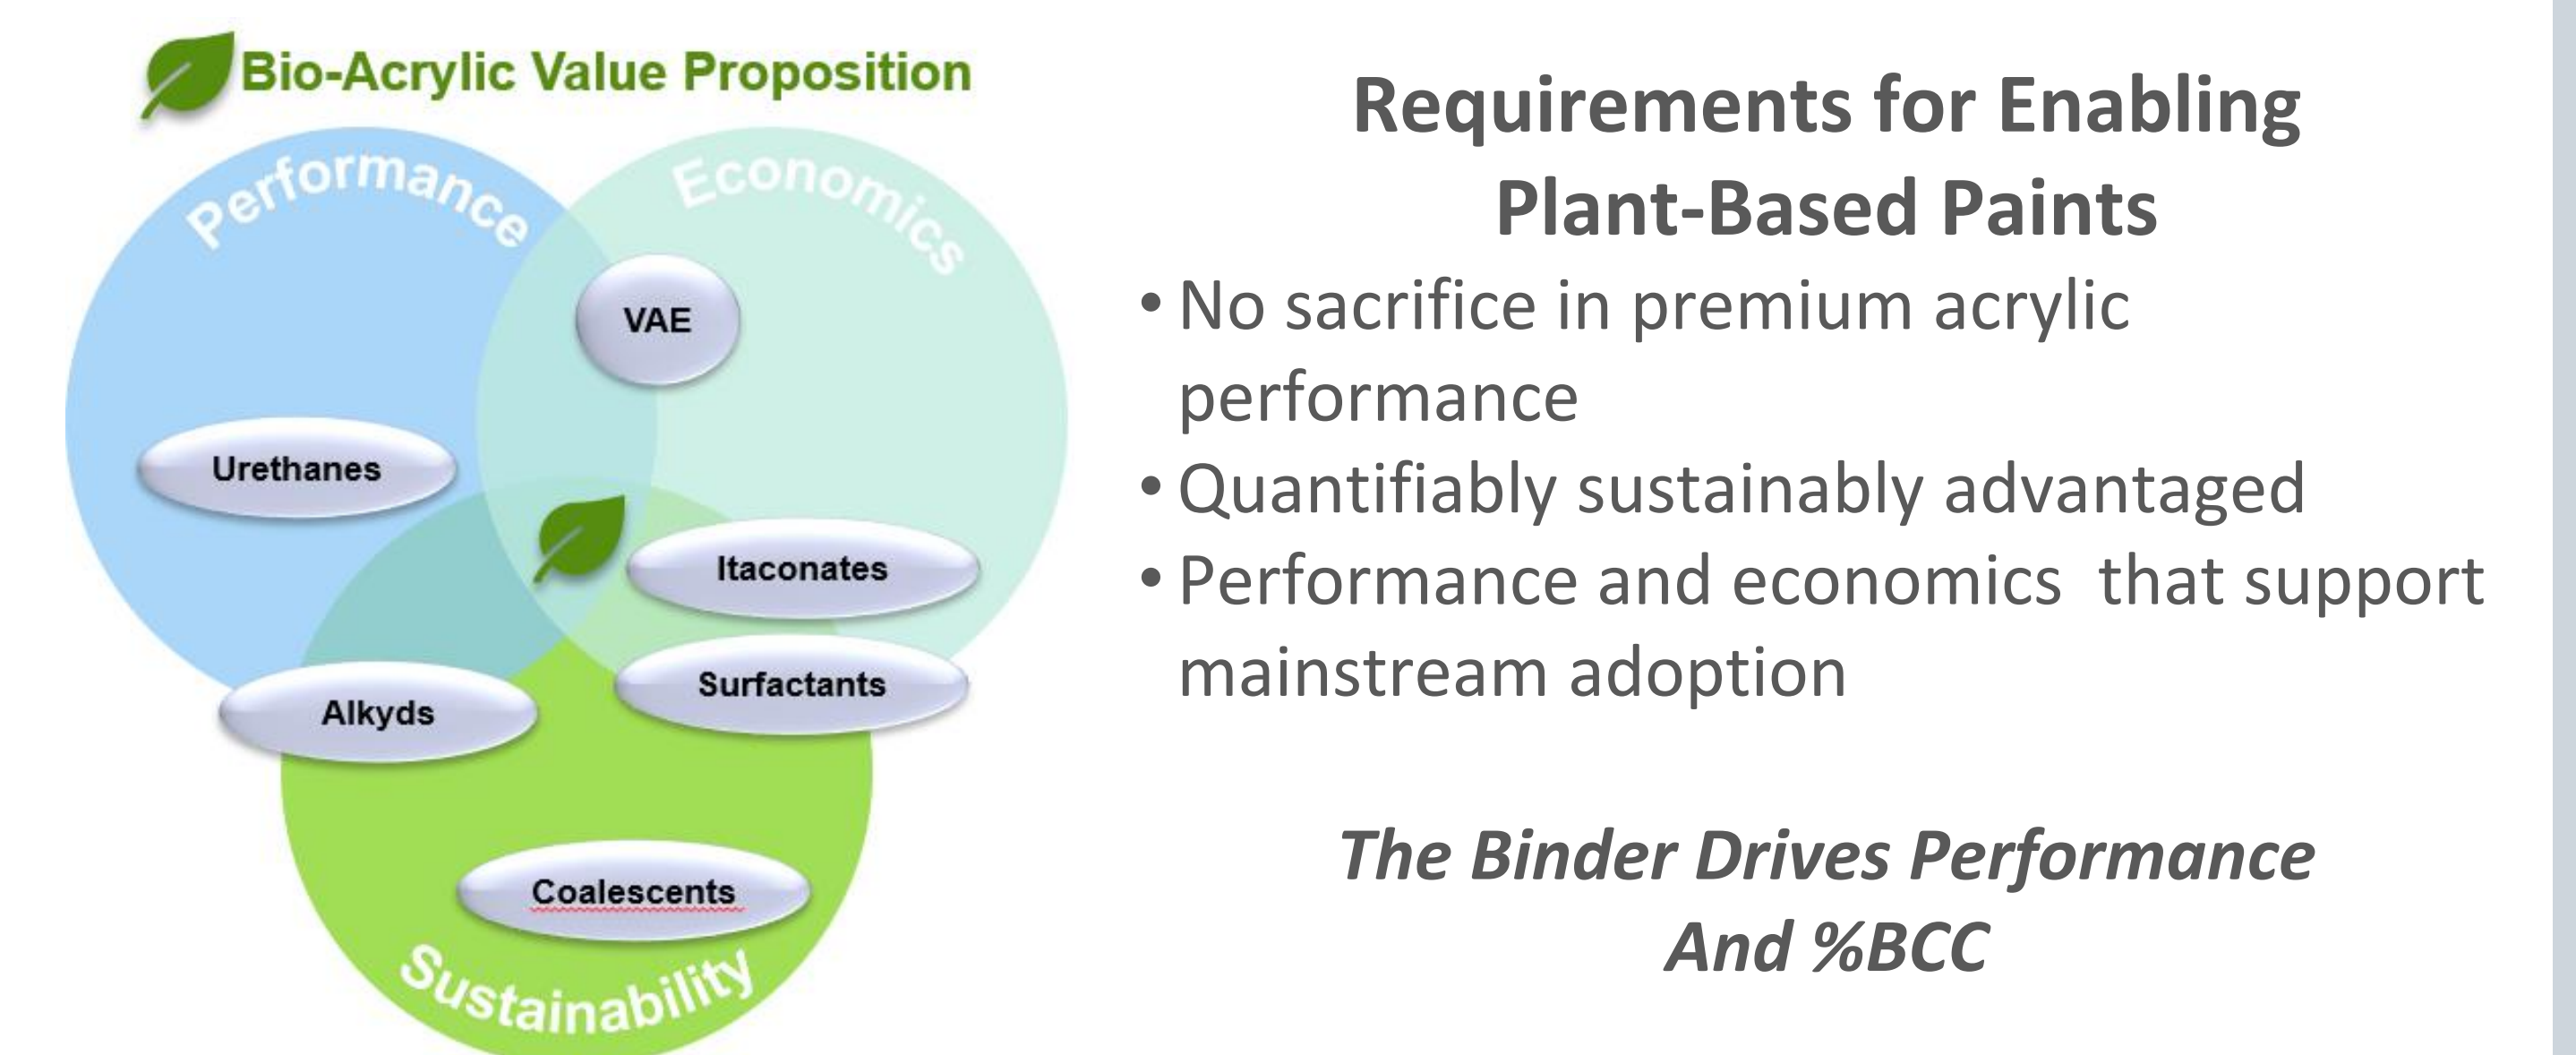 Bio-Acrylic Value Proposition
Performance
Economics
VAE
Urethanes
Itaconates
Surfactants
Alkyds
Coalescents
Sustainability
Requirements for Enabling
Plant-Based Paints
• No sacrifice in premium acrylic
performance
• Quantifiably sustainably advantaged
• Performance and economics  that support
mainstream adoption
The Binder Drives Performance
And %BCC